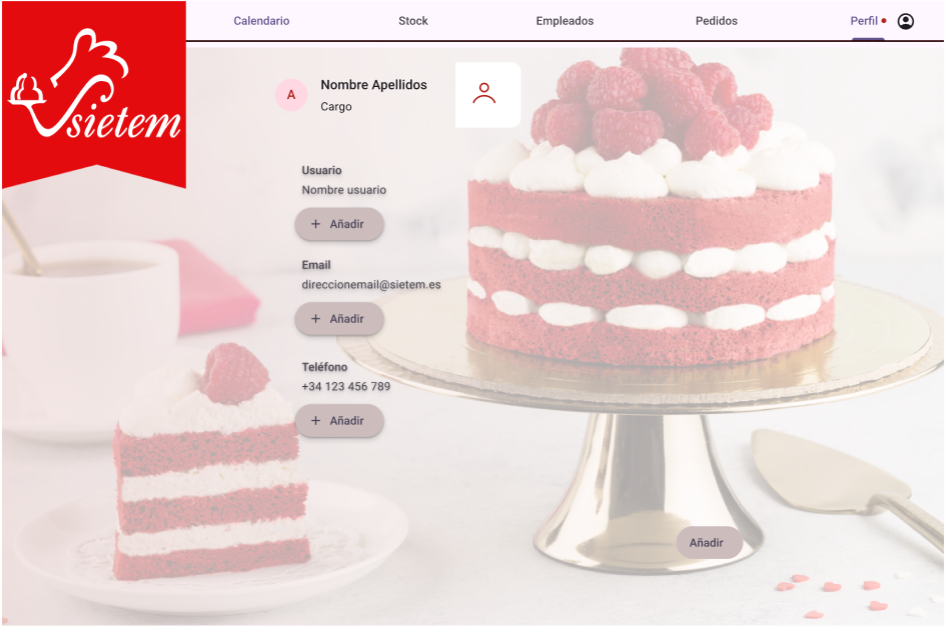 sietem
Calendario
Stock
Empleados
Pedidos
Perfil
A
Nombre Apellidos
Cargo
Usuario
Nombre usuario
+ Añadir
Email
direccionemail@sietem.es
+ Añadir
Teléfono
+34 123 456 789
+ Añadir
Añadir